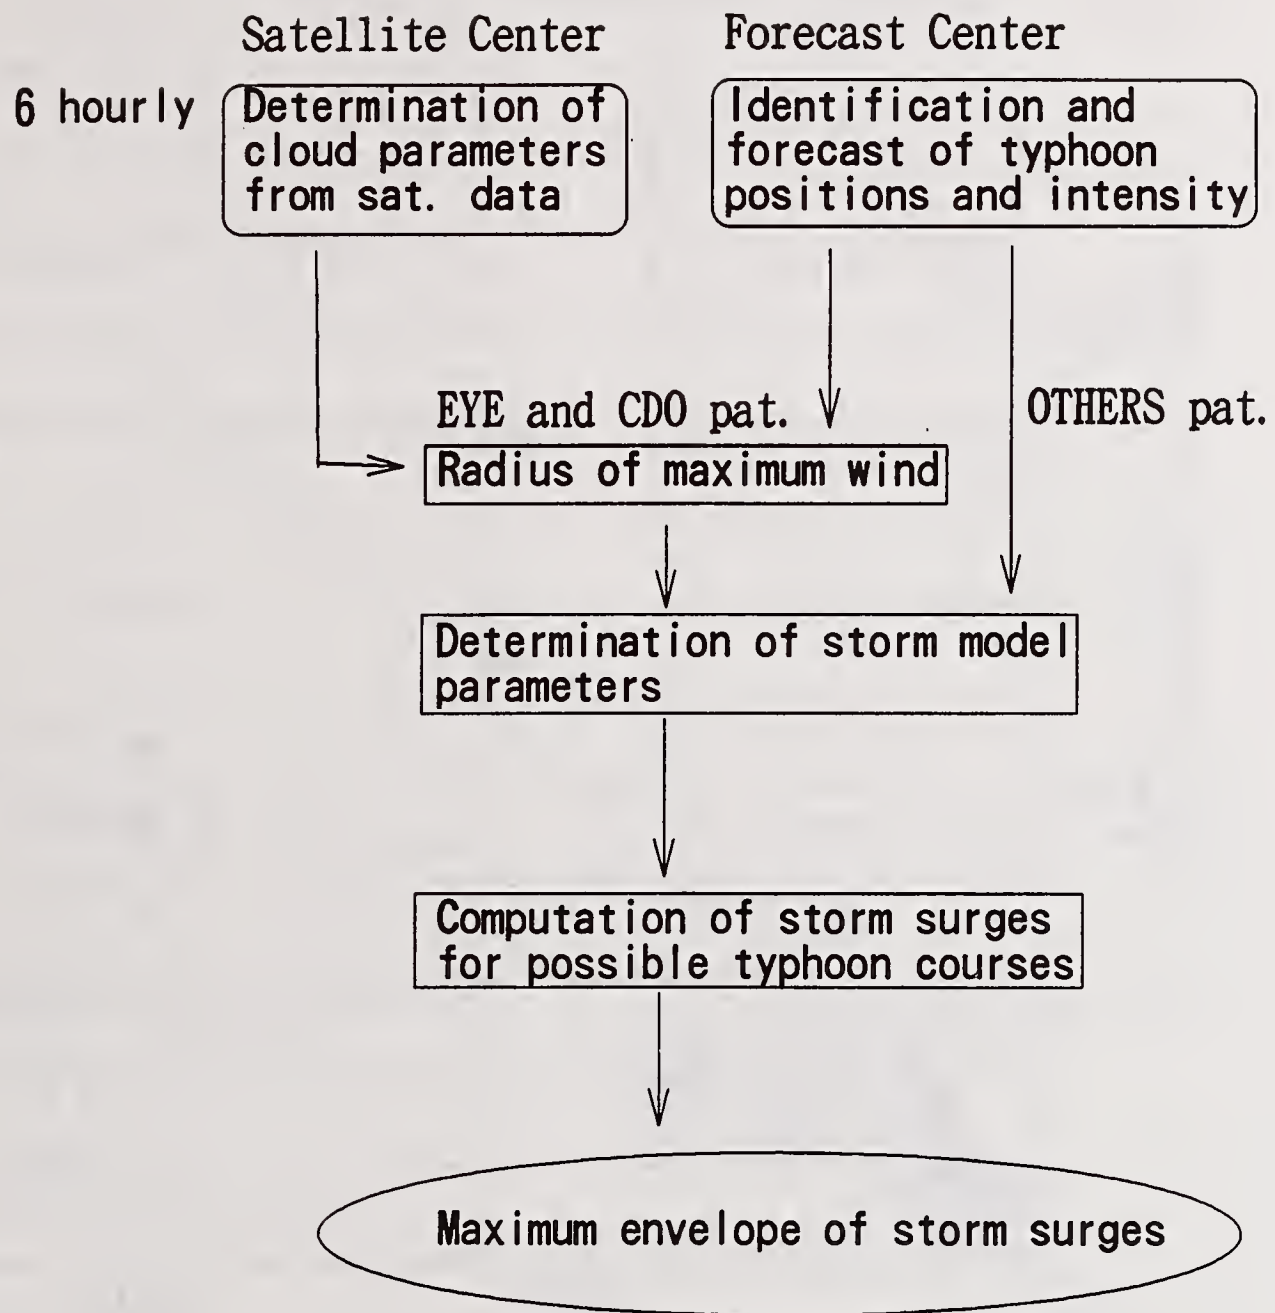 Satellite Center
Forecast Center
6 hourly
Determination of
cloud parameters
from sat. data
Identification and
forecast of typhoon
positions and intensity
EYE and CDO pat.
OTHERS pat.
Radius of maximum wind
Determination of storm model
parameters
Computation of storm surges
for possible typhoon courses
Maximum envelope of storm surges